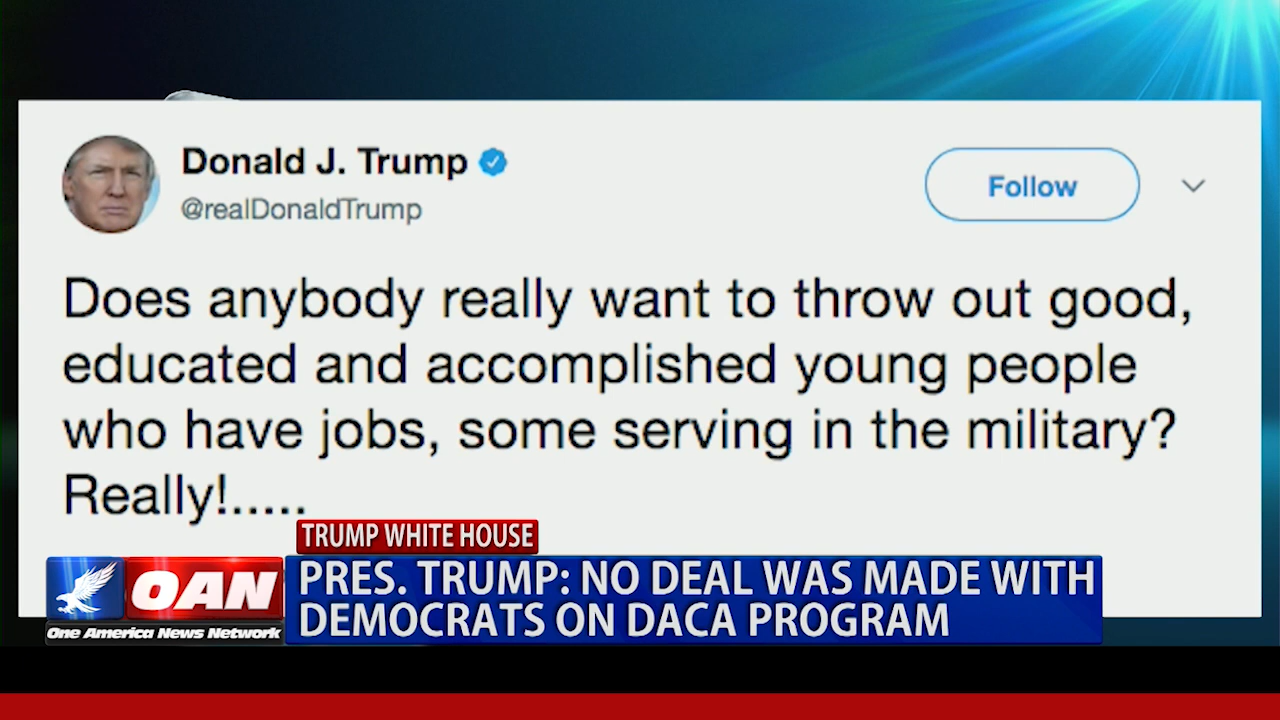 Donald J. Trump
@realDonaldTrump
Follow
Does anybody really want to throw out good,
educated and accomplished young people
who have jobs, some serving in the military?
Really!.....
TRUMP WHITE HOUSE
PRES. TRUMP: NO DEAL WAS MADE WITH
DEMOCRATS ON DACA PROGRAM
OAN
One America News Network